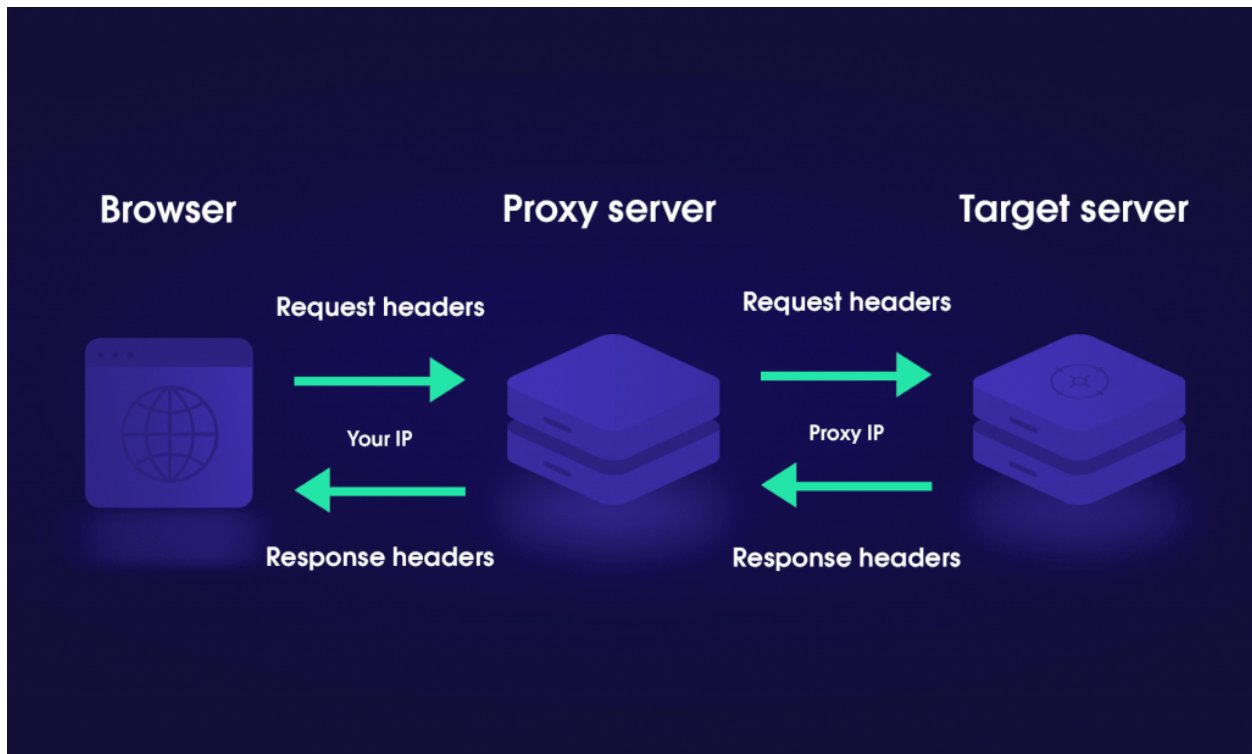 Browser
Proxy server
Target server
Request headers
Request headers
Your IP
Proxy IP
Response headers
Response headers